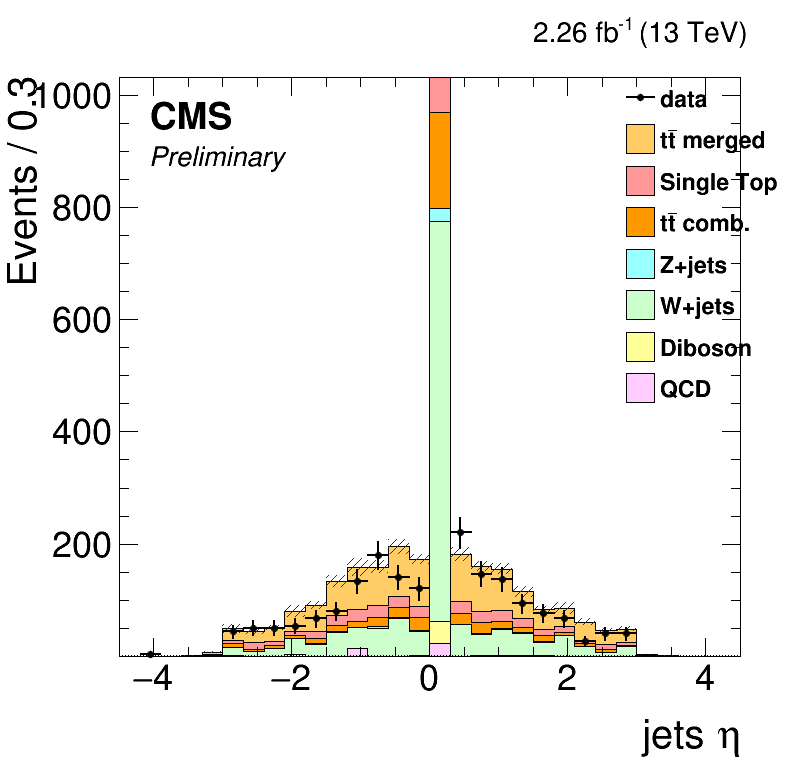 2.26 fb⁻¹ (13 TeV)
Events / 0.3
1000
800
600
400
200
CMS
Preliminary
data
tt̄ merged
Single Top
tt̄ comb.
Z+jets
W+jets
Diboson
QCD
−4 −2 0 2 4
jets η